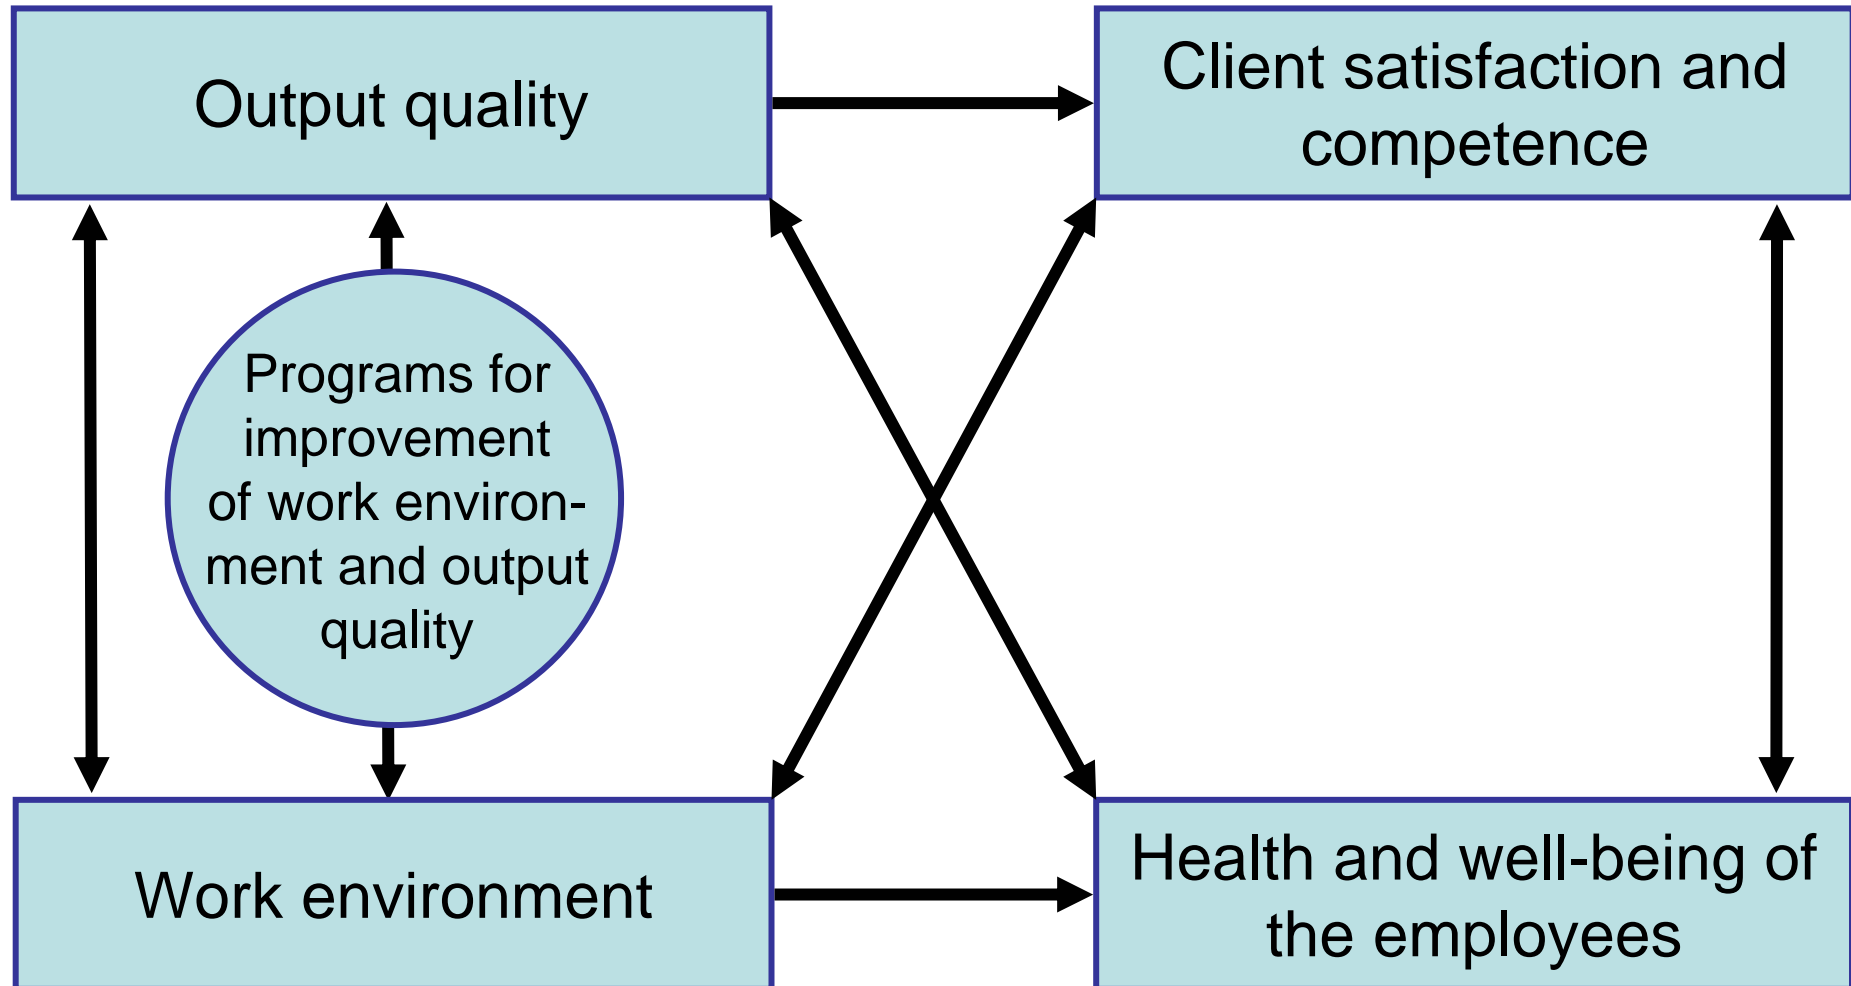 Output quality
Client satisfaction and
competence
Programs for
improvement
of work environ-
ment and output
quality
Work environment
Health and well-being of
the employees